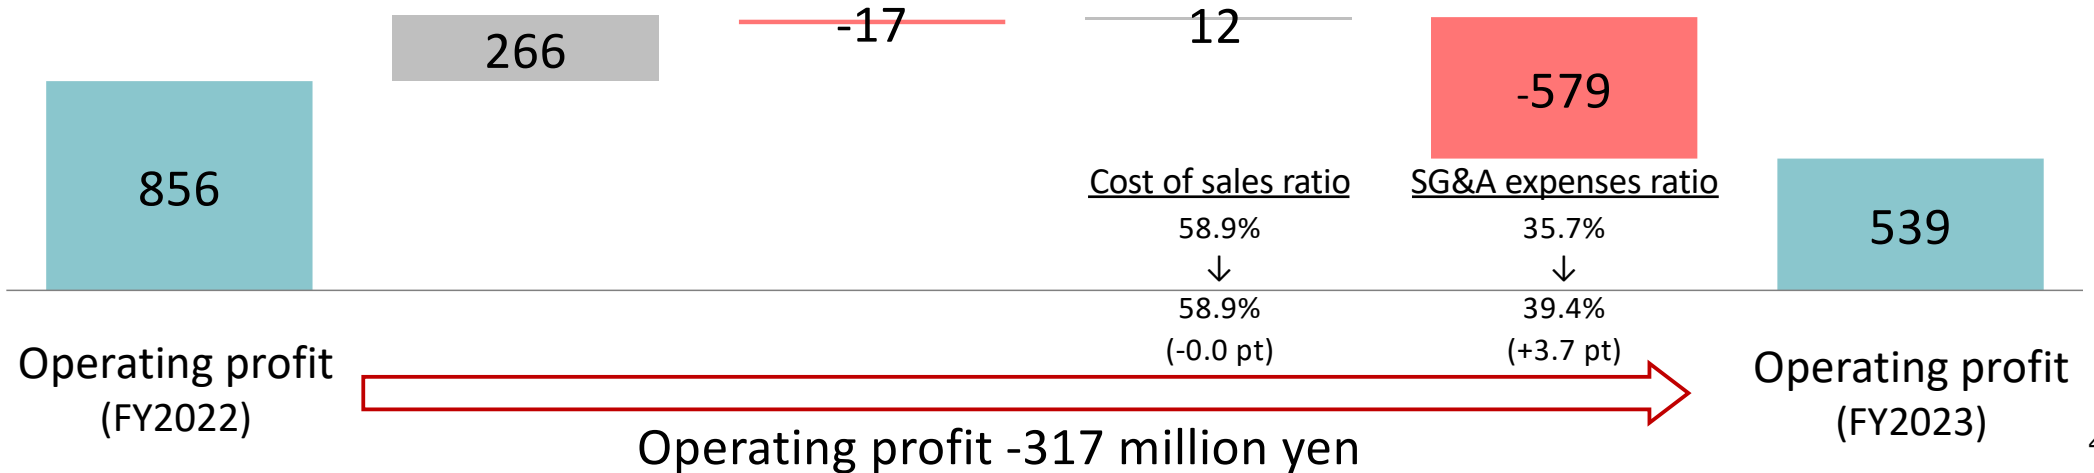 266
-17
12
-579
856
Cost of sales ratio
58.9%
↓
58.9%
(-0.0 pt)
SG&A expenses ratio
35.7%
↓
39.4%
(+3.7 pt)
539
Operating profit
(FY2022)
Operating profit
(FY2023)
Operating profit -317 million yen